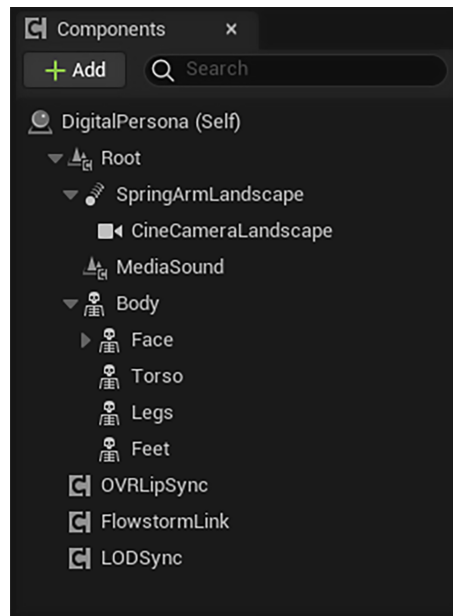 Components
Add
Search
DigitalPersona (Self)
Root
SpringArmLandscape
CineCameraLandscape
MediaSound
Body
Face
Torso
Legs
Feet
OVRLipSync
FlowstormLink
LODSync